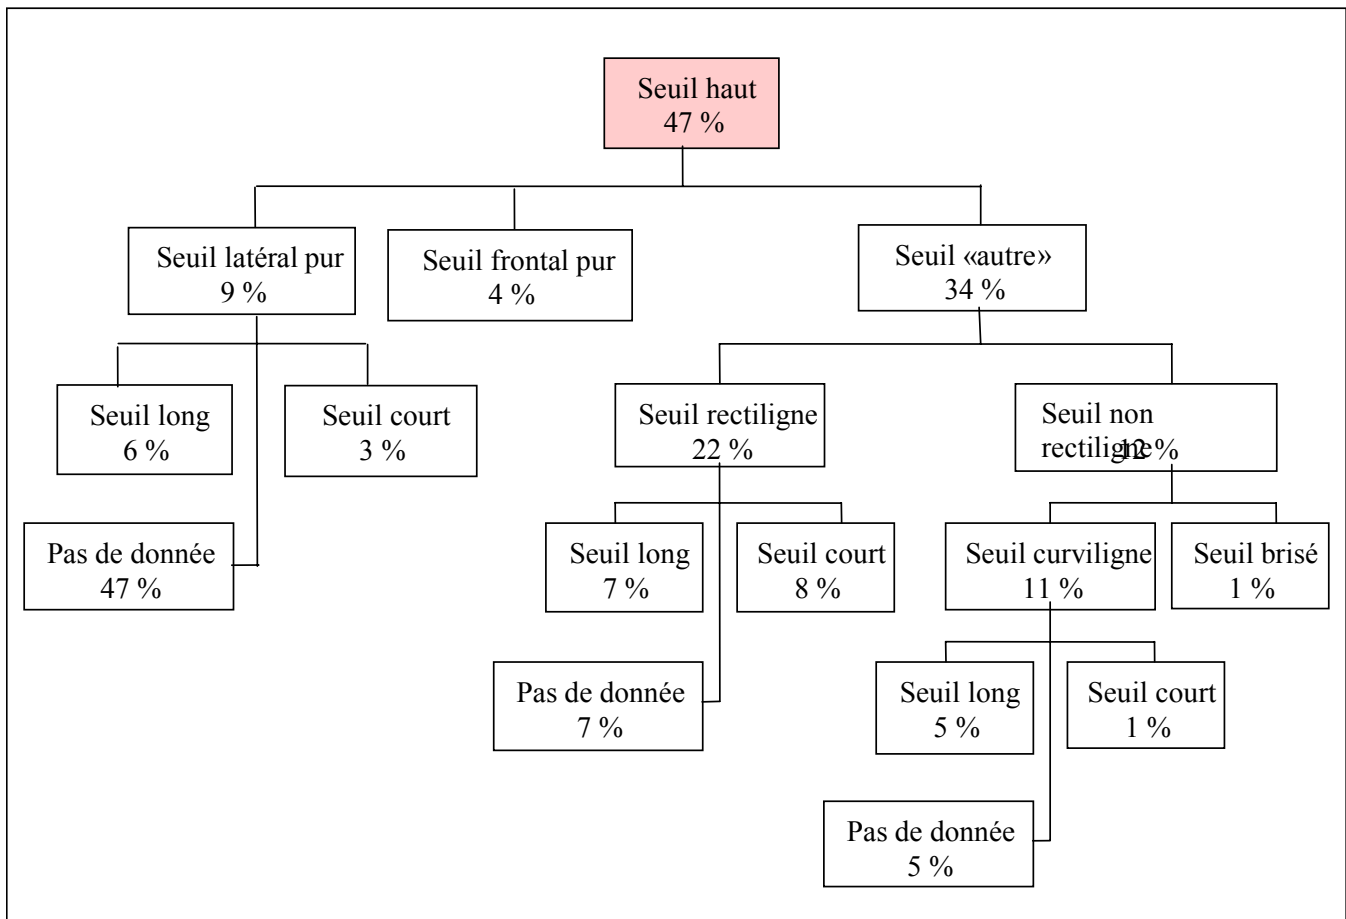 Seuil haut
47 %
Seuil latéral pur
9 %
Seuil frontal pur
4 %
Seuil «autre»
34 %
Seuil long
6 %
Seuil court
3 %
Seuil rectiligne
22 %
Seuil non
rectiligne
12 %
Pas de donnée
47 %
Seuil long
7 %
Seuil court
8 %
Seuil curviligne
11 %
Seuil brisé
1 %
Pas de donnée
7 %
Seuil long
5 %
Seuil court
1 %
Pas de donnée
5 %